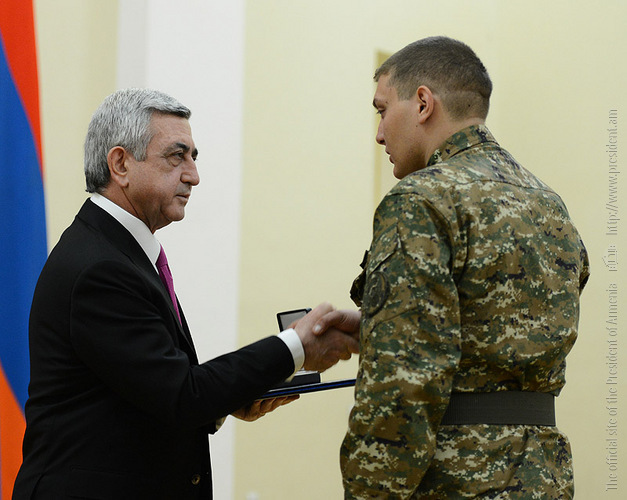 The official site of the President of Armenia http://www.president.am